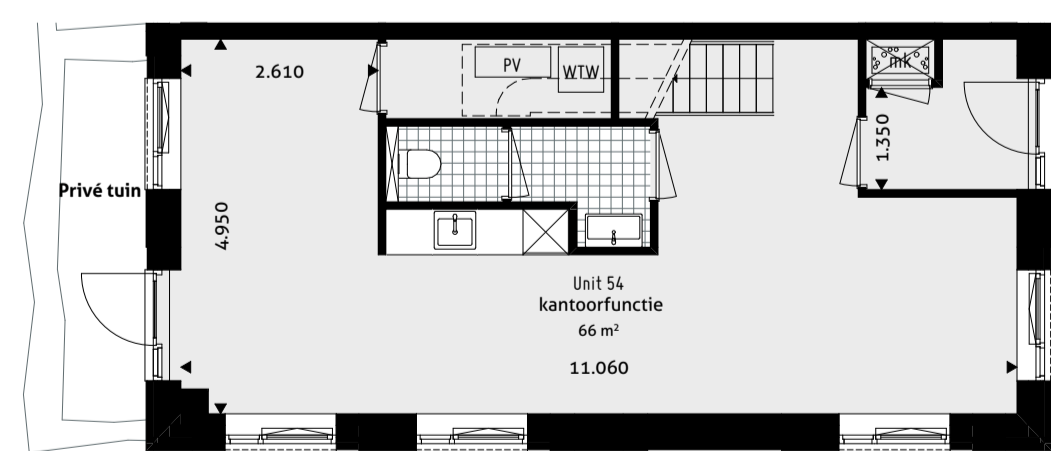 2.610
PV
WTW
mk
1.350
Privé tuin
4.950
Unit 54
kantoorfunctie
66 m²
11.060